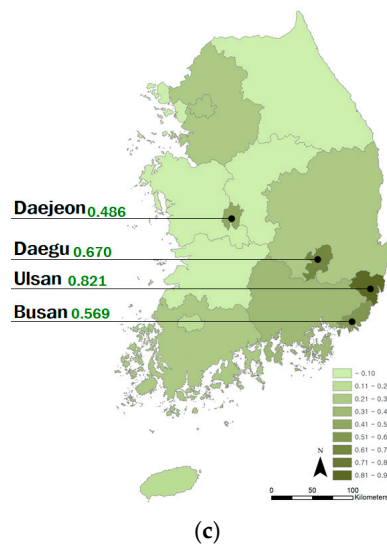 Daejeon 0.486
Daegu 0.670
Ulsan 0.821
Busan 0.569
- 0.10
0.11 - 0.2
0.21 - 0.3
0.31 - 0.4
0.41 - 0.5
0.51 - 0.6
0.61 - 0.7
0.71 - 0.8
0.81 - 0.9
N
0 50 100
Kilometers
(c)